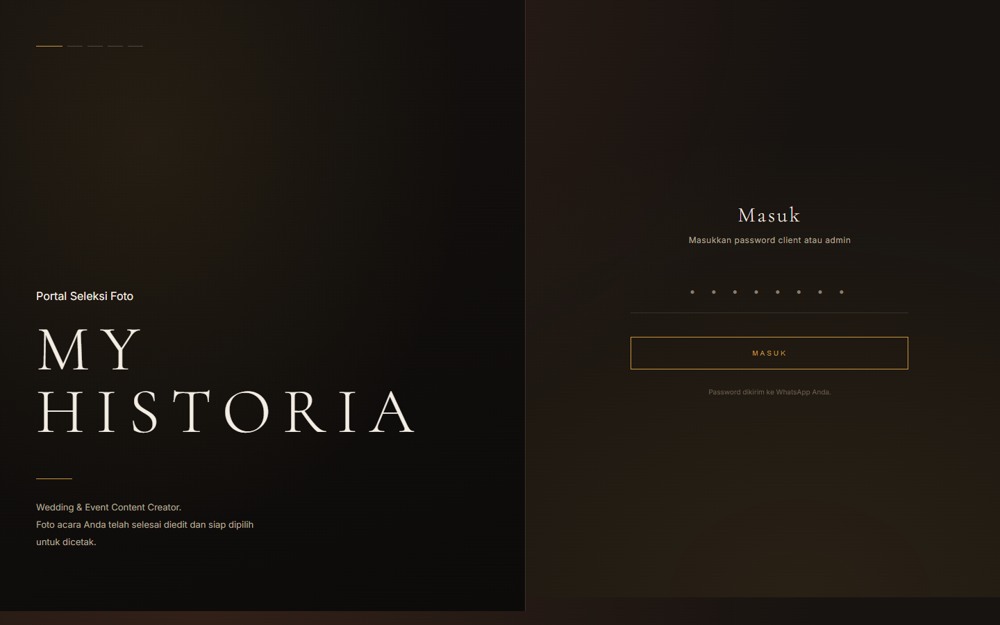 Portal Seleksi Foto
MY
HISTORIA
Wedding & Event Content Creator.
Foto acara Anda telah selesai diedit dan siap dipilih
untuk dicetak.
Masuk
Masukkan password client atau admin
• • • • • • • •
MASUK
Password dikirim ke WhatsApp Anda.